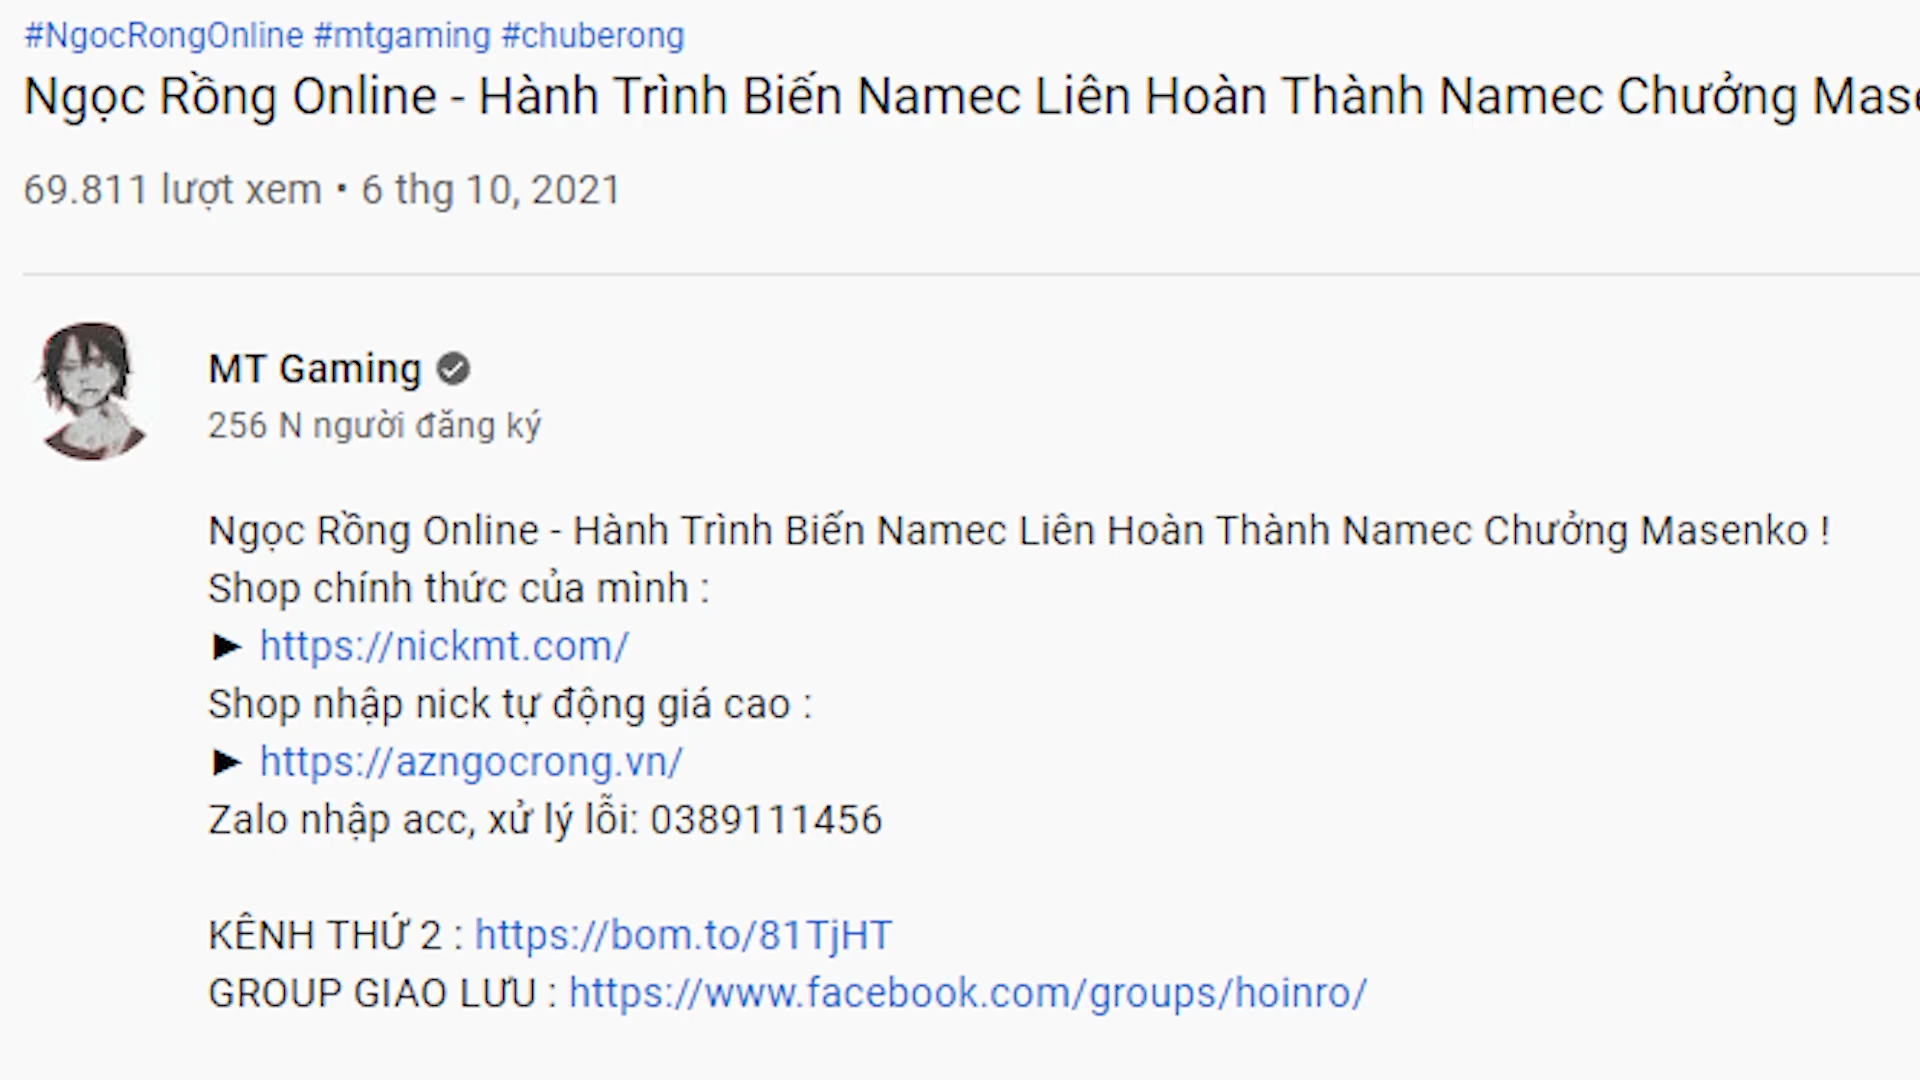 #NgocRongOnline #mtgaming #chuberong
Ngọc Rồng Online - Hành Trình Biến Namec Liên Hoàn Thành Namec Chưởng Mase
69.811 lượt xem • 6 thg 10, 2021
MT Gaming
256 N người đăng ký
Ngọc Rồng Online - Hành Trình Biến Namec Liên Hoàn Thành Namec Chưởng Masenko !
Shop chính thức của mình :
► https://nickmt.com/
Shop nhập nick tự động giá cao :
► https://azngocrong.vn/
Zalo nhập acc, xử lý lỗi: 0389111456
KÊNH THỨ 2 : https://bom.to/81TjHT
GROUP GIAO LƯU : https://www.facebook.com/groups/hoinro/